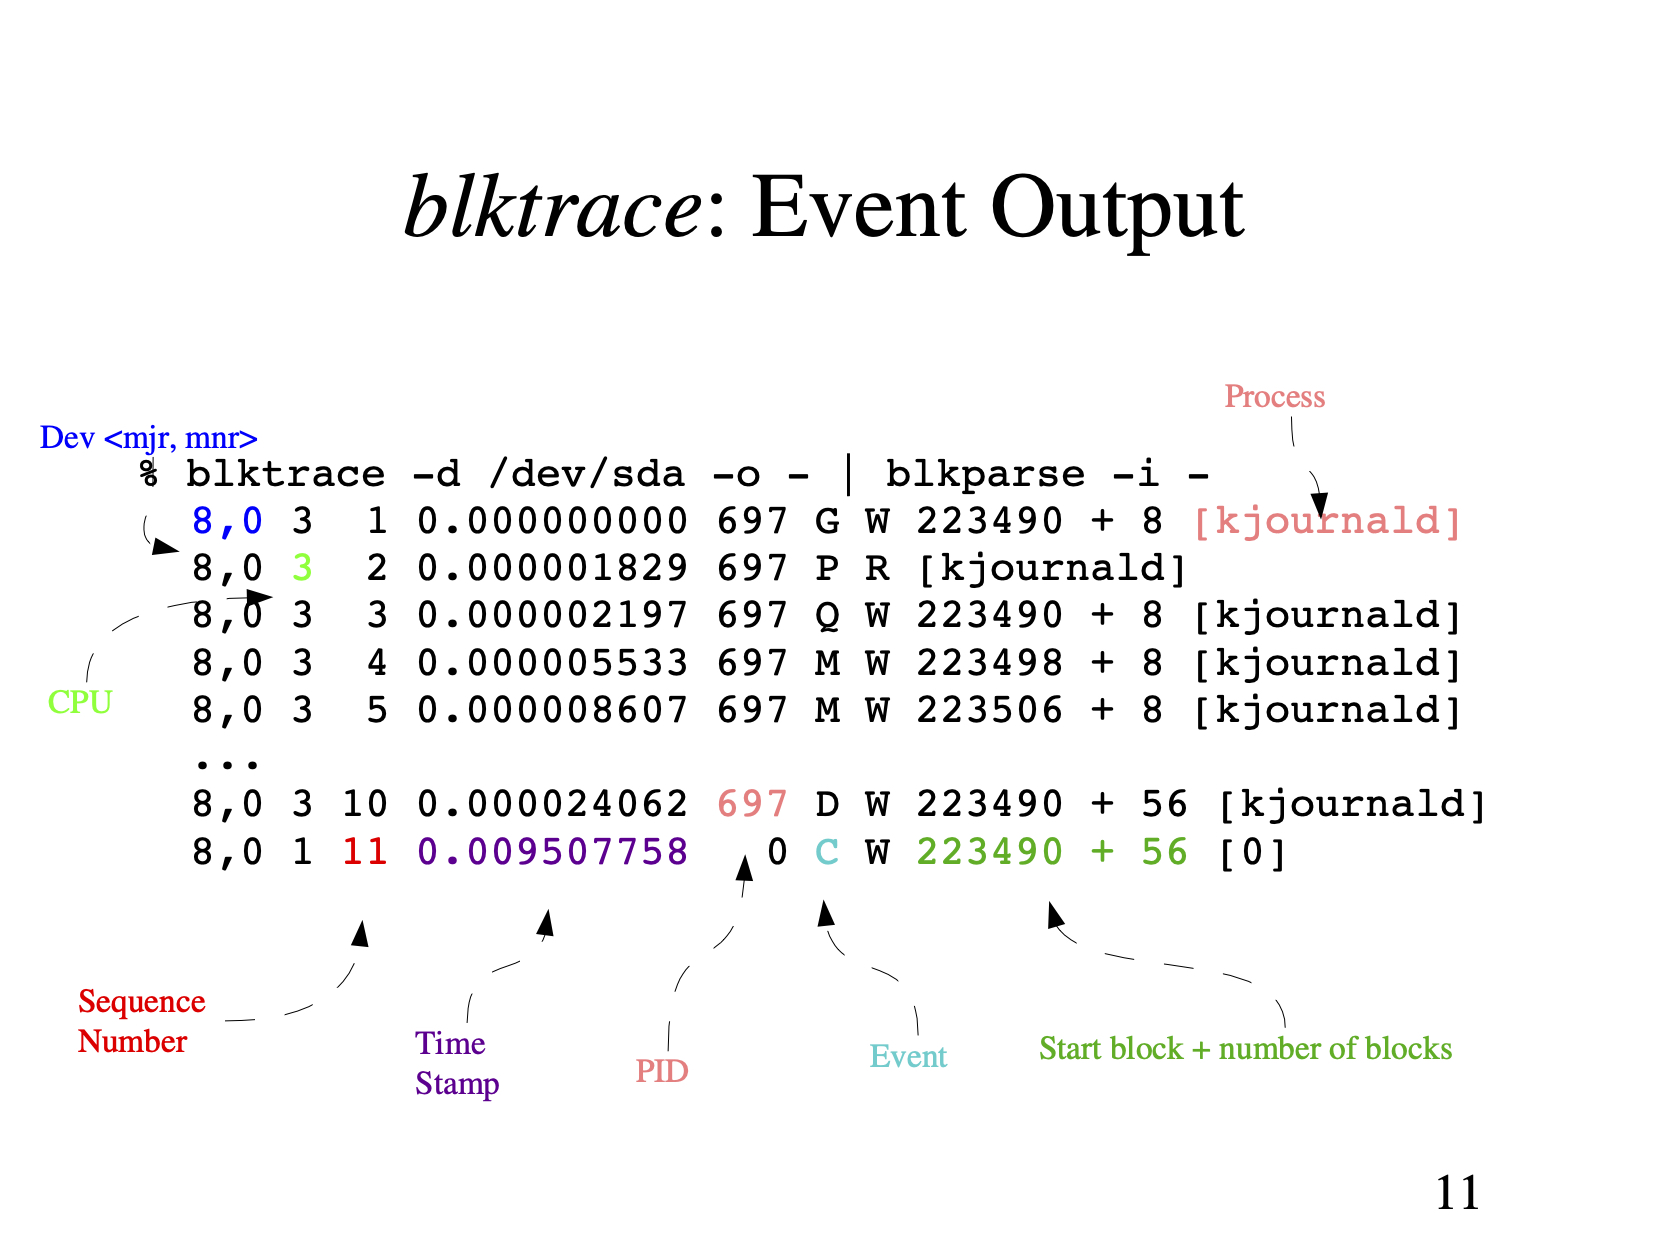 blktrace: Event Output
Process
Dev <mjr, mnr>
% blktrace -d /dev/sda -o - | blkparse -i -
8,0 3  1 0.000000000 697 G W 223490 + 8 [kjournald]
8,0 3  2 0.000001829 697 P R [kjournald]
8,0 3  3 0.000002197 697 Q W 223490 + 8 [kjournald]
8,0 3  4 0.000005533 697 M W 223498 + 8 [kjournald]
CPU
8,0 3  5 0.000008607 697 M W 223506 + 8 [kjournald]
...
8,0 3 10 0.000024062 697 D W 223490 + 56 [kjournald]
8,0 1 11 0.009507758   0 C W 223490 + 56 [0]
Sequence
Number
Time
Stamp
PID
Event
Start block + number of blocks
11